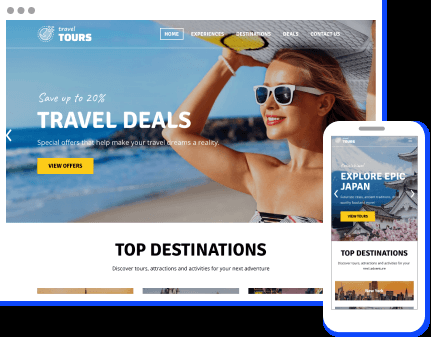 travel
TOURS
HOME
EXPERIENCES
DESTINATIONS
DEALS
CONTACT US
Save up to 20%
TRAVEL DEALS
Special offers that help make your travel dreams a reality.
VIEW OFFERS
TOP DESTINATIONS
Discover tours, attractions and activities for your next adventure
TOURS
EXPLORE EPIC
JAPAN
VIEW TOURS
TOP DESTINATIONS
Discover tours, attractions and activities for your
next adventure
New York